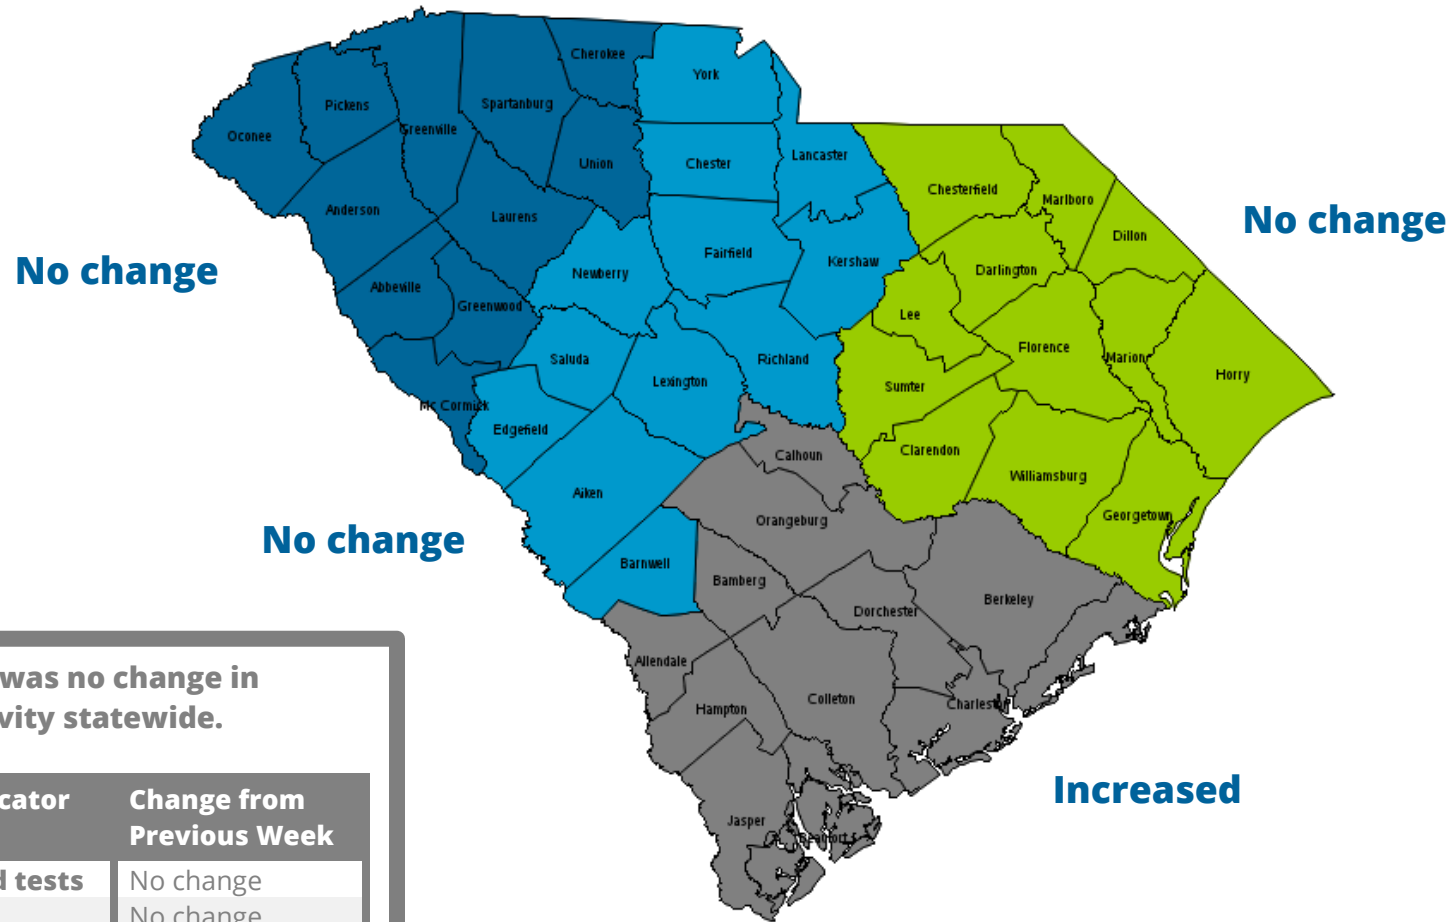 Cherokee
York
Pickens
Spartanburg
Greenville
Oconee
Union
Chester
Lancaster
Chesterfield
Marlboro
Anderson
Laurens
No change
Dillon
Fairfield
Kershaw
No change
Newberry
Darlington
Abbeville
Greenwood
Lee
Florence
Saluda
Richland
Marion
Lexington
Horry
Sumter
Mc Cormick
Edgefield
Calhoun
Clarendon
Williamsburg
Aiken
Georgetown
Orangeburg
No change
Barnwell
Bamberg
Berkeley
Dorchester
Allendale
was no change in
vity statewide.
Colleton
Charleston
Hampton
Increased
cator
Change from
Previous Week
Jasper
Beaufort
d tests
No change
No change